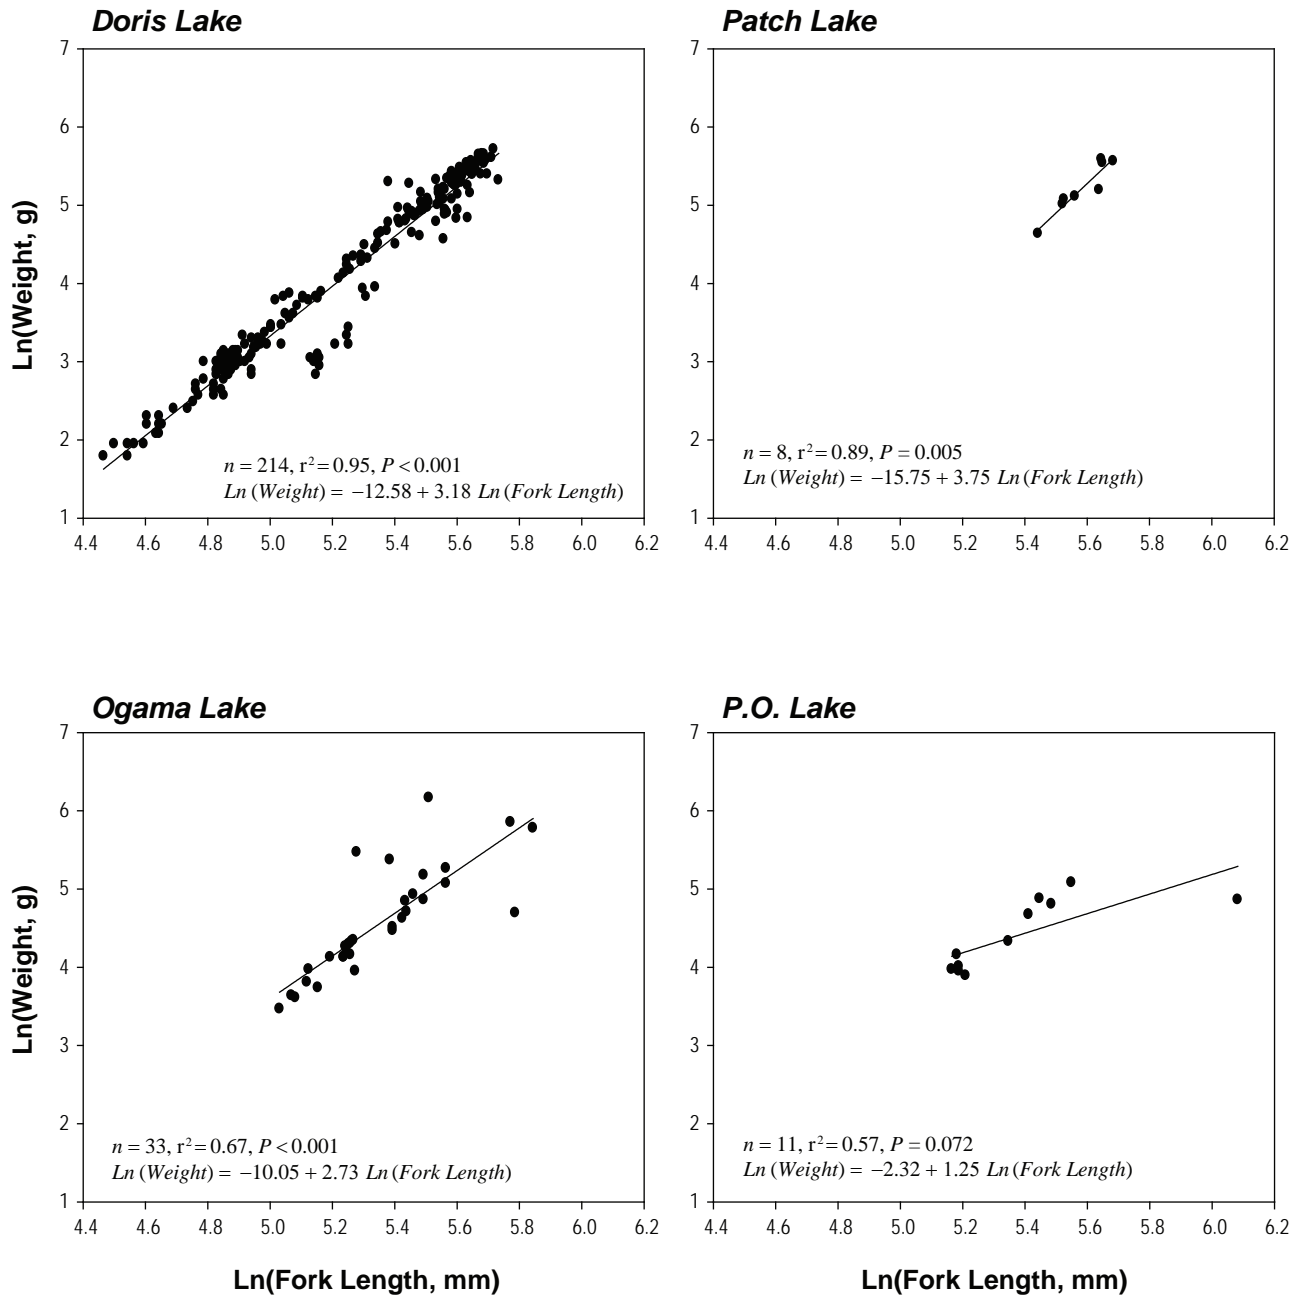 Doris Lake
Patch Lake
7
6
5
4
3
2
1
Ln(Weight, g)
n = 214, r² = 0.95, P < 0.001
Ln (Weight) = −12.58 + 3.18 Ln (Fork Length)
4.4 4.6 4.8 5.0 5.2 5.4 5.6 5.8 6.0 6.2
7
6
5
4
3
2
1
n = 8, r² = 0.89, P = 0.005
Ln (Weight) = −15.75 + 3.75 Ln (Fork Length)
4.4 4.6 4.8 5.0 5.2 5.4 5.6 5.8 6.0 6.2
Ogama Lake
P.O. Lake
7
6
5
4
3
2
1
Ln(Weight, g)
n = 33, r² = 0.67, P < 0.001
Ln (Weight) = −10.05 + 2.73 Ln (Fork Length)
4.4 4.6 4.8 5.0 5.2 5.4 5.6 5.8 6.0 6.2
Ln(Fork Length, mm)
7
6
5
4
3
2
1
n = 11, r² = 0.57, P = 0.072
Ln (Weight) = −2.32 + 1.25 Ln (Fork Length)
4.4 4.6 4.8 5.0 5.2 5.4 5.6 5.8 6.0 6.2
Ln(Fork Length, mm)